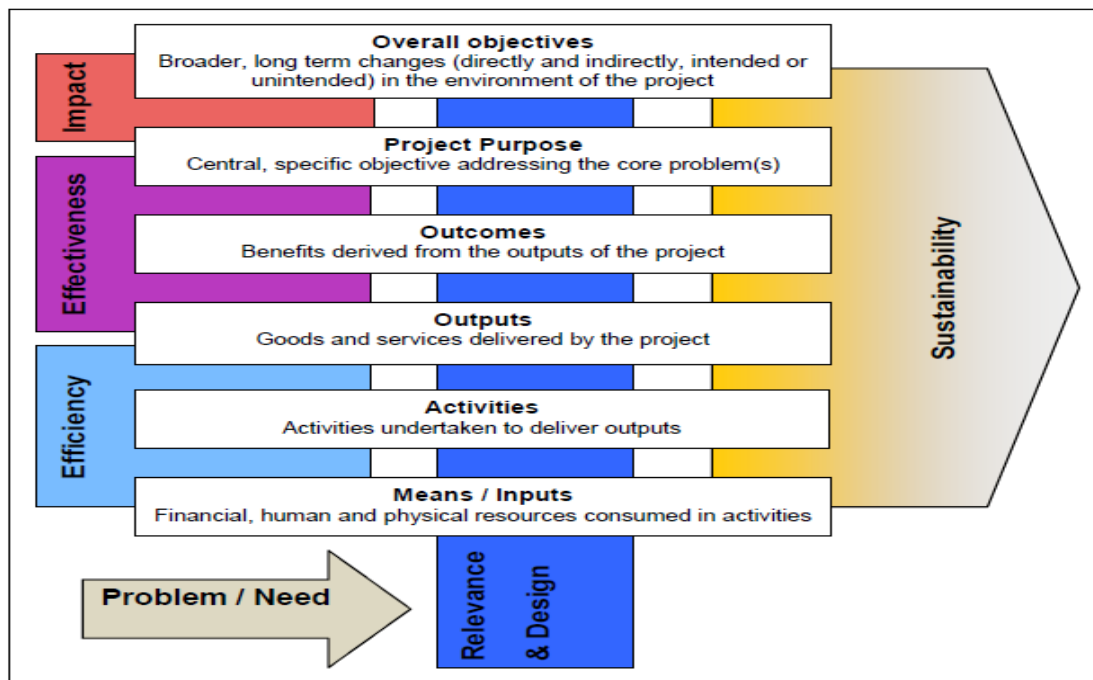 Overall objectives
Broader, long term changes (directly and indirectly, intended or
unintended) in the environment of the project
Impact
Project Purpose
Central, specific objective addressing the core problem(s)
Effectiveness
Outcomes
Benefits derived from the outputs of the project
Sustainability
Outputs
Goods and services delivered by the project
Efficiency
Activities
Activities undertaken to deliver outputs
Means / Inputs
Financial, human and physical resources consumed in activities
Problem / Need
Relevance
& Design